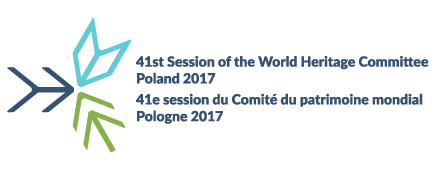 41st Session of the World Heritage Committee
Poland 2017
41e session du Comité du patrimoine mondial
Pologne 2017